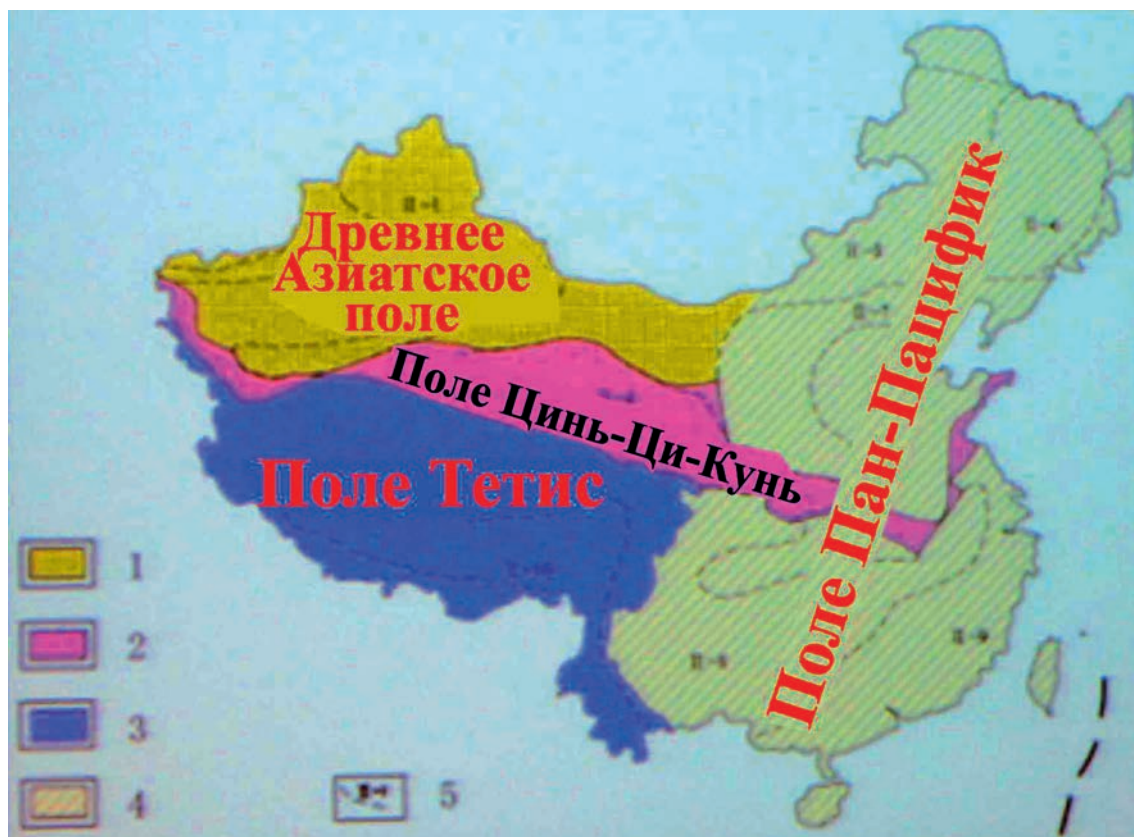 Древнее
Азиатское
поле
Поле Цинь-Ци-Кунь
Поле Тетис
Поле Пан-Пацифик
1
2
3
4
5